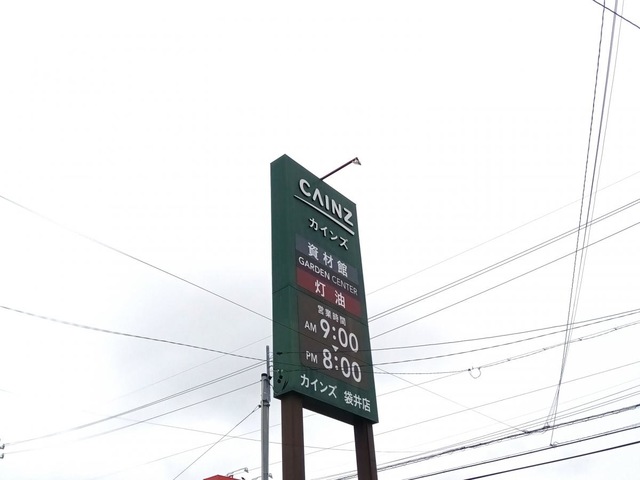 CAINZ
カインズ
資材館
GARDEN CENTER
灯油
営業時間
AM 9:00
PM 8:00
カインズ 袋井店